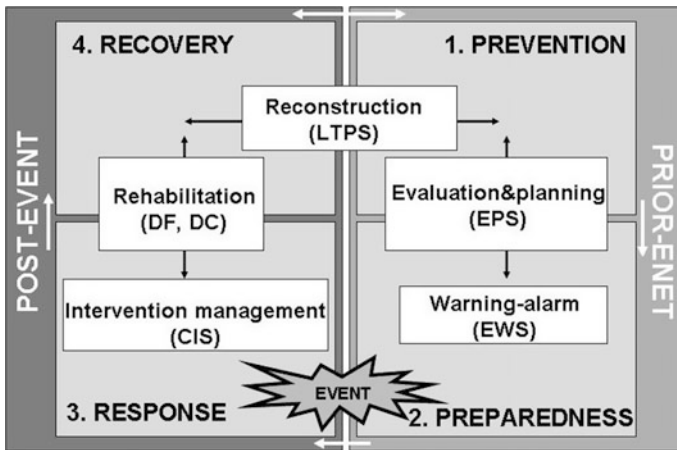 4. RECOVERY
1. PREVENTION
Reconstruction
(LTPS)
Rehabilitation
(DF, DC)
Evaluation&planning
(EPS)
POST-EVENT
PRIOR-ENET
Intervention management
(CIS)
Warning-alarm
(EWS)
EVENT
3. RESPONSE
2. PREPAREDNESS